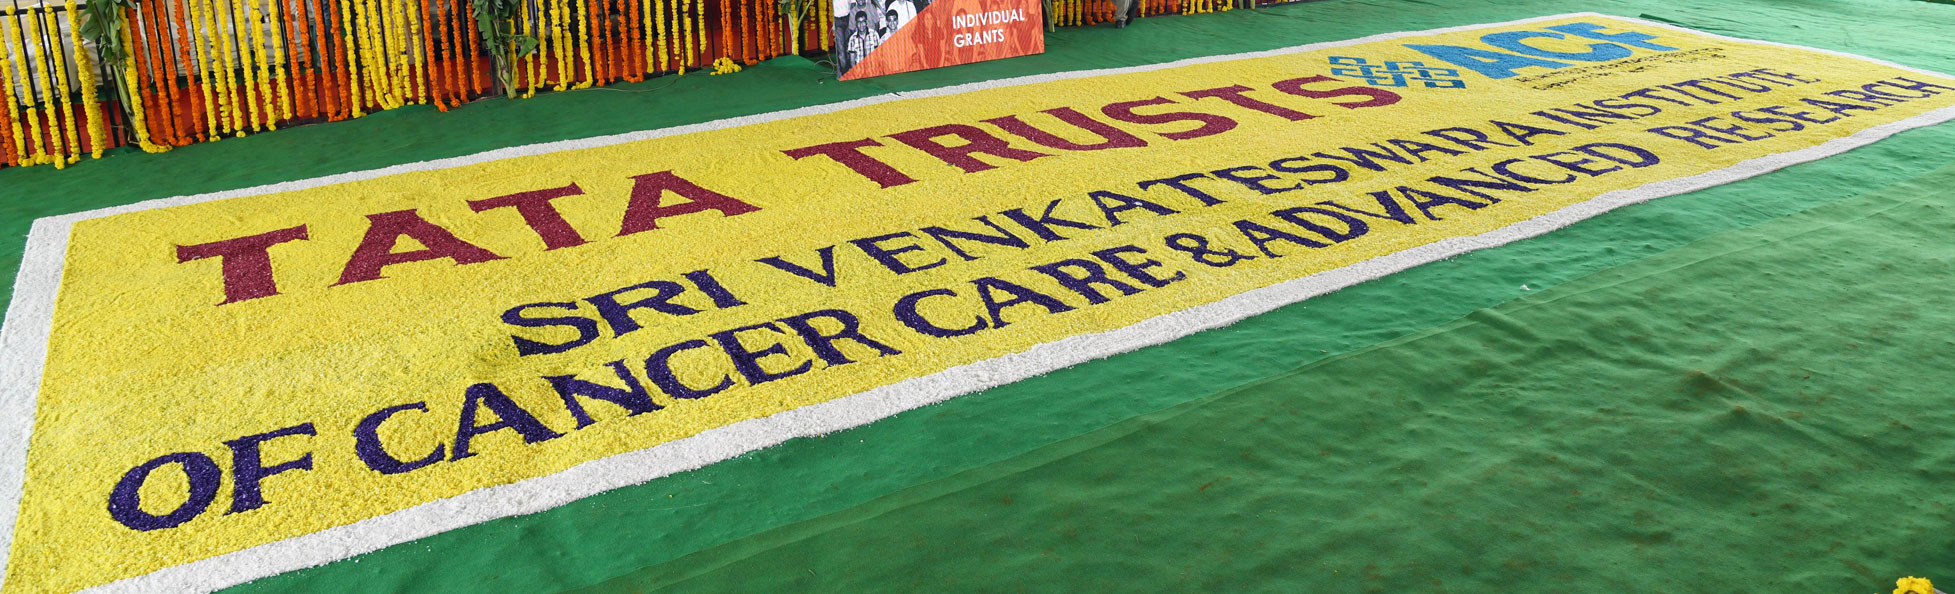 INDIVIDUAL
GRANTS
TATA TRUSTS ACF
SRI VENKATESWARA INSTITUTE
OF CANCER CARE & ADVANCED RESEARCH